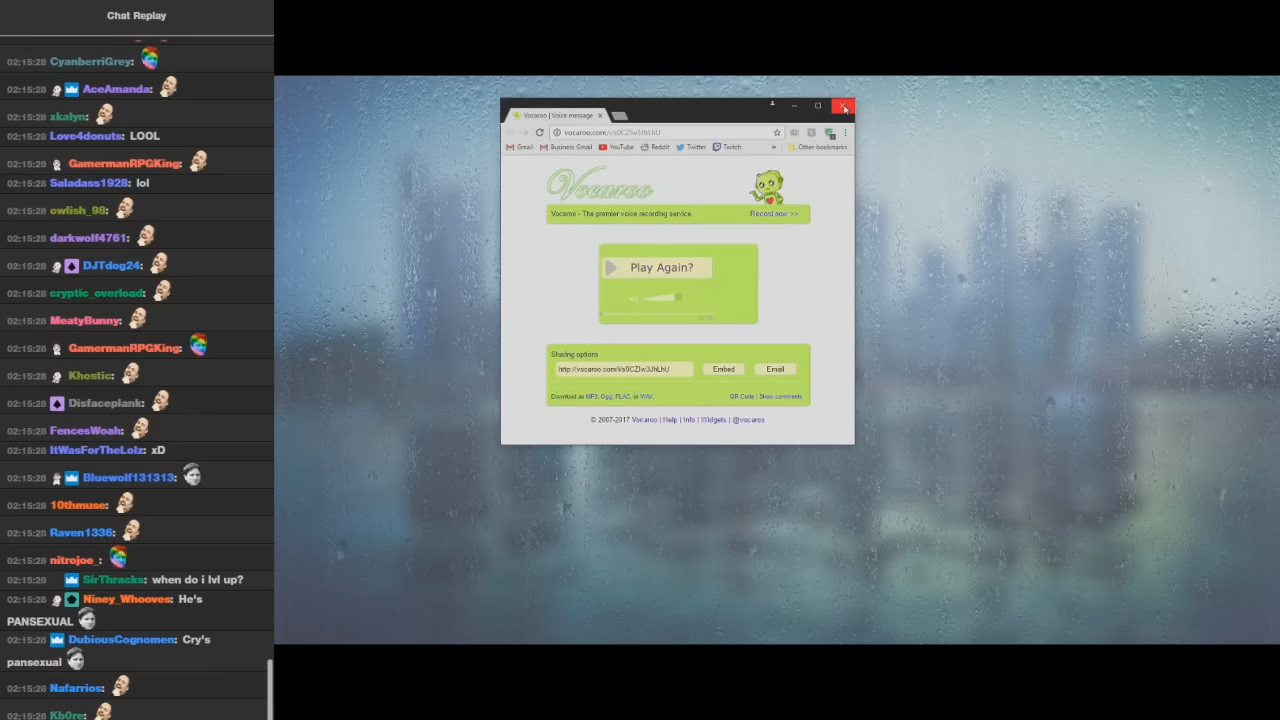 Chat Replay
02:15:28 CyanberriGrey:
02:15:28 AceAmanda:
02:15:28 xkalyn:
02:15:28 Love4donuts: LOOL
02:15:28 GamermanRPGKing:
02:15:28 Saladass1928: lol
02:15:28 owlish_98:
02:15:28 darkwolf4761:
02:15:28 DJTdog24:
02:15:28 cryptic_overload:
02:15:28 MeatyBunny:
02:15:28 GamermanRPGKing:
02:15:28 Khostic:
02:15:28 Disfaceplank:
02:15:28 FencesWoah:
02:15:28 ItWasForTheLolz: xD
02:15:28 Bluewolf131313:
02:15:28 10thmuse:
02:15:28 Raven1336:
02:15:28 nitrojoe_:
02:15:28 SirThracks: when do i lvl up?
02:15:28 Niney_Whooves: He's
PANSEXUAL
02:15:28 DubiousCognomen: Cry's
pansexual
02:15:28 Nafarrios:
02:15:28 Kb0re:
Vocaroo | Voice message
Gmail Business Gmail YouTube Reddit Twitter Twitch » Other bookmarks
Vocaroo
Vocaroo - The premier voice recording service. Record now >>
Play Again?
Sharing options
Embed Email
Download as MP3, Ogg, FLAC, or WAV. QR Code | Show comments
© 2007-2017 Vocaroo | Help | Info | Widgets | @vocaroo